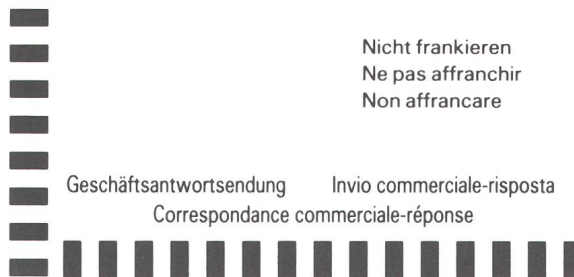 Nicht frankieren
Ne pas affranchir
Non affrancare
Geschäftsantwortsendung Invio commerciale-risposta
Correspondance commerciale-réponse